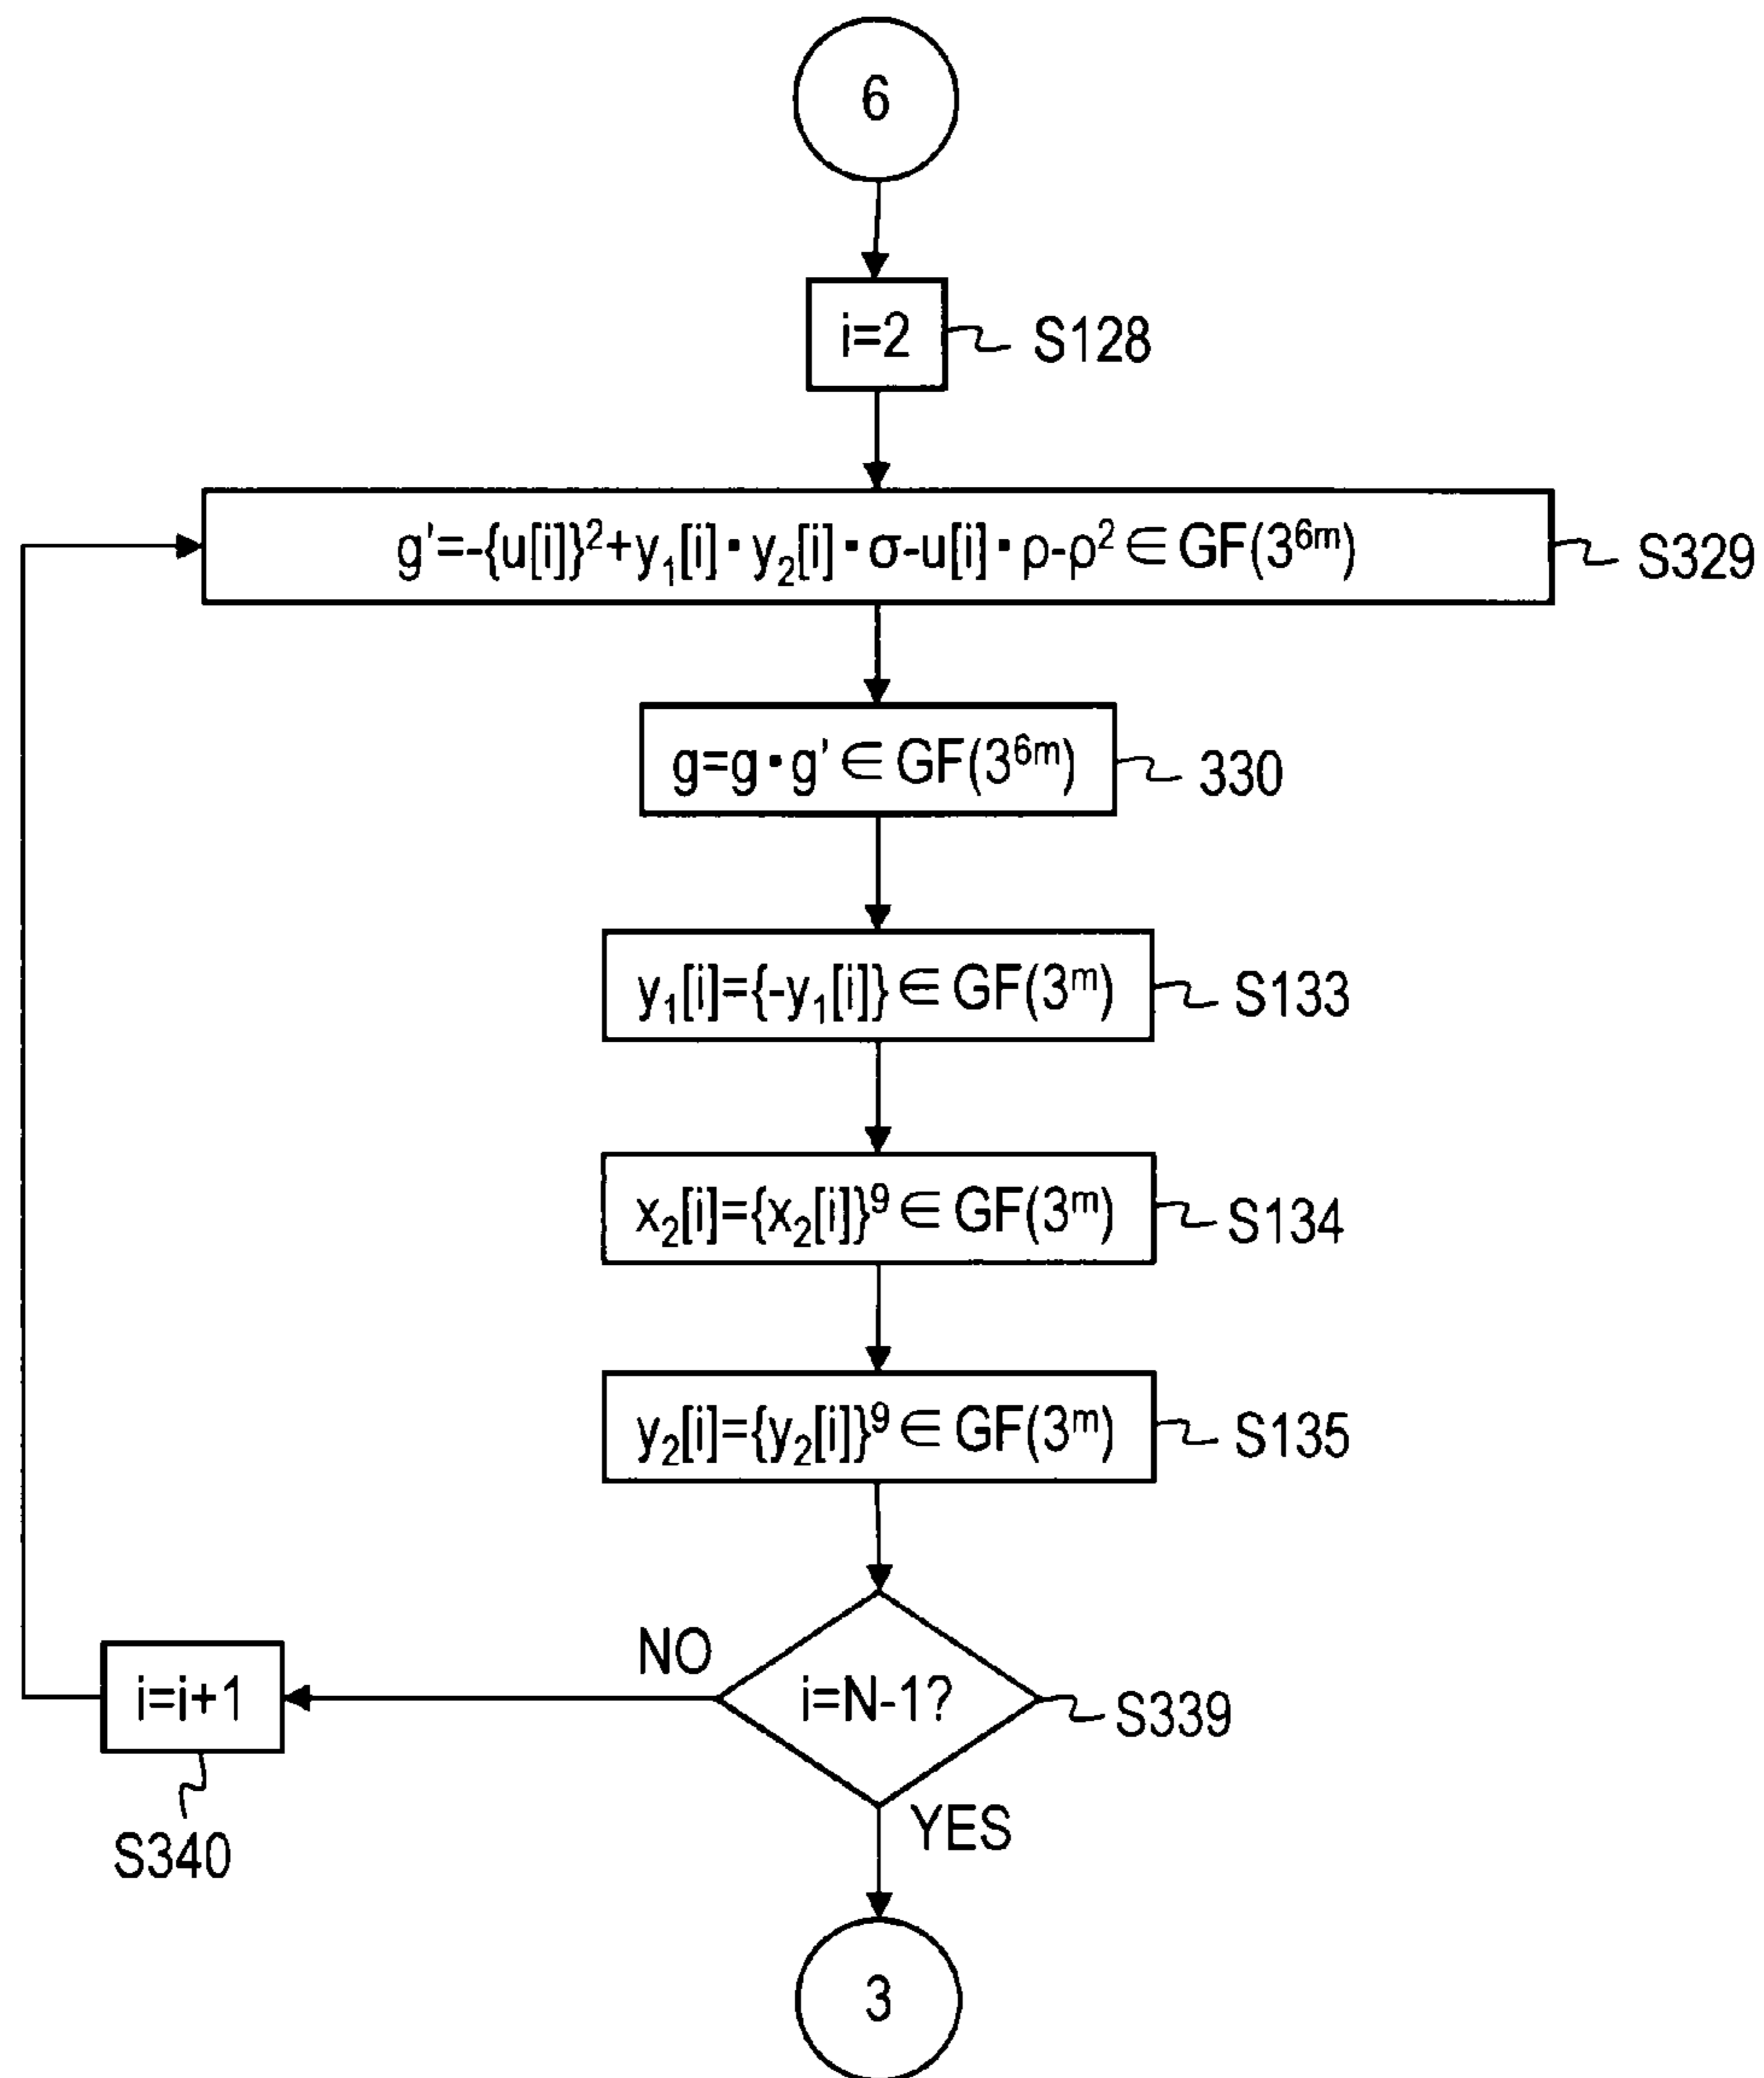 6
i=2
S128
g'=-{u[i]}²+y₁[i]▪y₂[i]▪σ-u[i]▪ρ-ρ²∈GF(3⁶ᵐ)
S329
g=g▪g'∈GF(3⁶ᵐ)
330
y₁[i]={-y₁[i]}∈GF(3ᵐ)
S133
x₂[i]={x₂[i]}⁹∈GF(3ᵐ)
S134
y₂[i]={y₂[i]}⁹∈GF(3ᵐ)
S135
NO
i=i+1
i=N-1?
S339
S340
YES
3